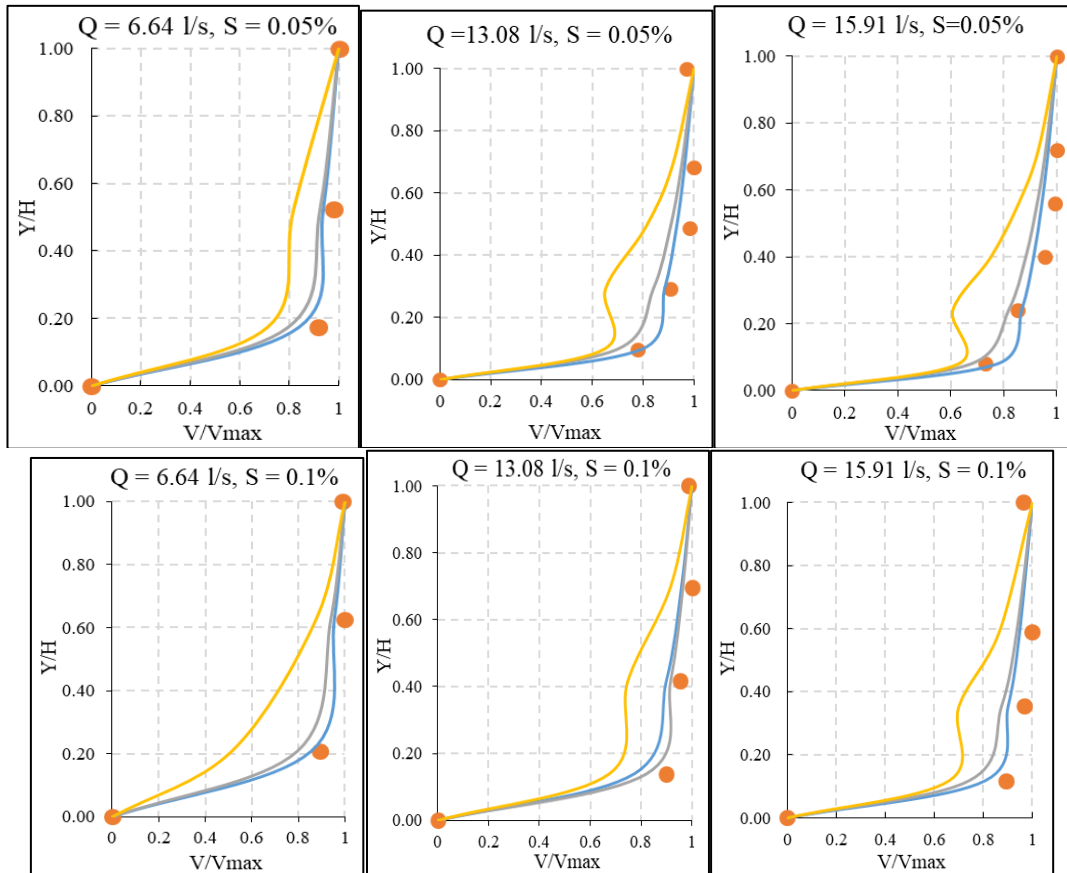 Q = 6.64 l/s, S = 0.05%
1.00
0.80
0.60
0.40
0.20
0.00
Y/H
0 0.2 0.4 0.6 0.8 1
V/Vmax
Q =13.08 l/s, S = 0.05%
1.00
0.80
0.60
0.40
0.20
0.00
Y/H
0 0.2 0.4 0.6 0.8 1
V/Vmax
Q = 15.91 l/s, S=0.05%
1.00
0.80
0.60
0.40
0.20
0.00
Y/H
0 0.2 0.4 0.6 0.8 1
V/Vmax
Q = 6.64 l/s, S = 0.1%
1.00
0.80
0.60
0.40
0.20
0.00
Y/H
0 0.2 0.4 0.6 0.8 1
V/Vmax
Q = 13.08 l/s, S = 0.1%
1.00
0.80
0.60
0.40
0.20
0.00
Y/H
0 0.2 0.4 0.6 0.8 1
V/Vmax
Q = 15.91 l/s, S = 0.1%
1.00
0.80
0.60
0.40
0.20
0.00
Y/H
0 0.2 0.4 0.6 0.8 1
V/Vmax